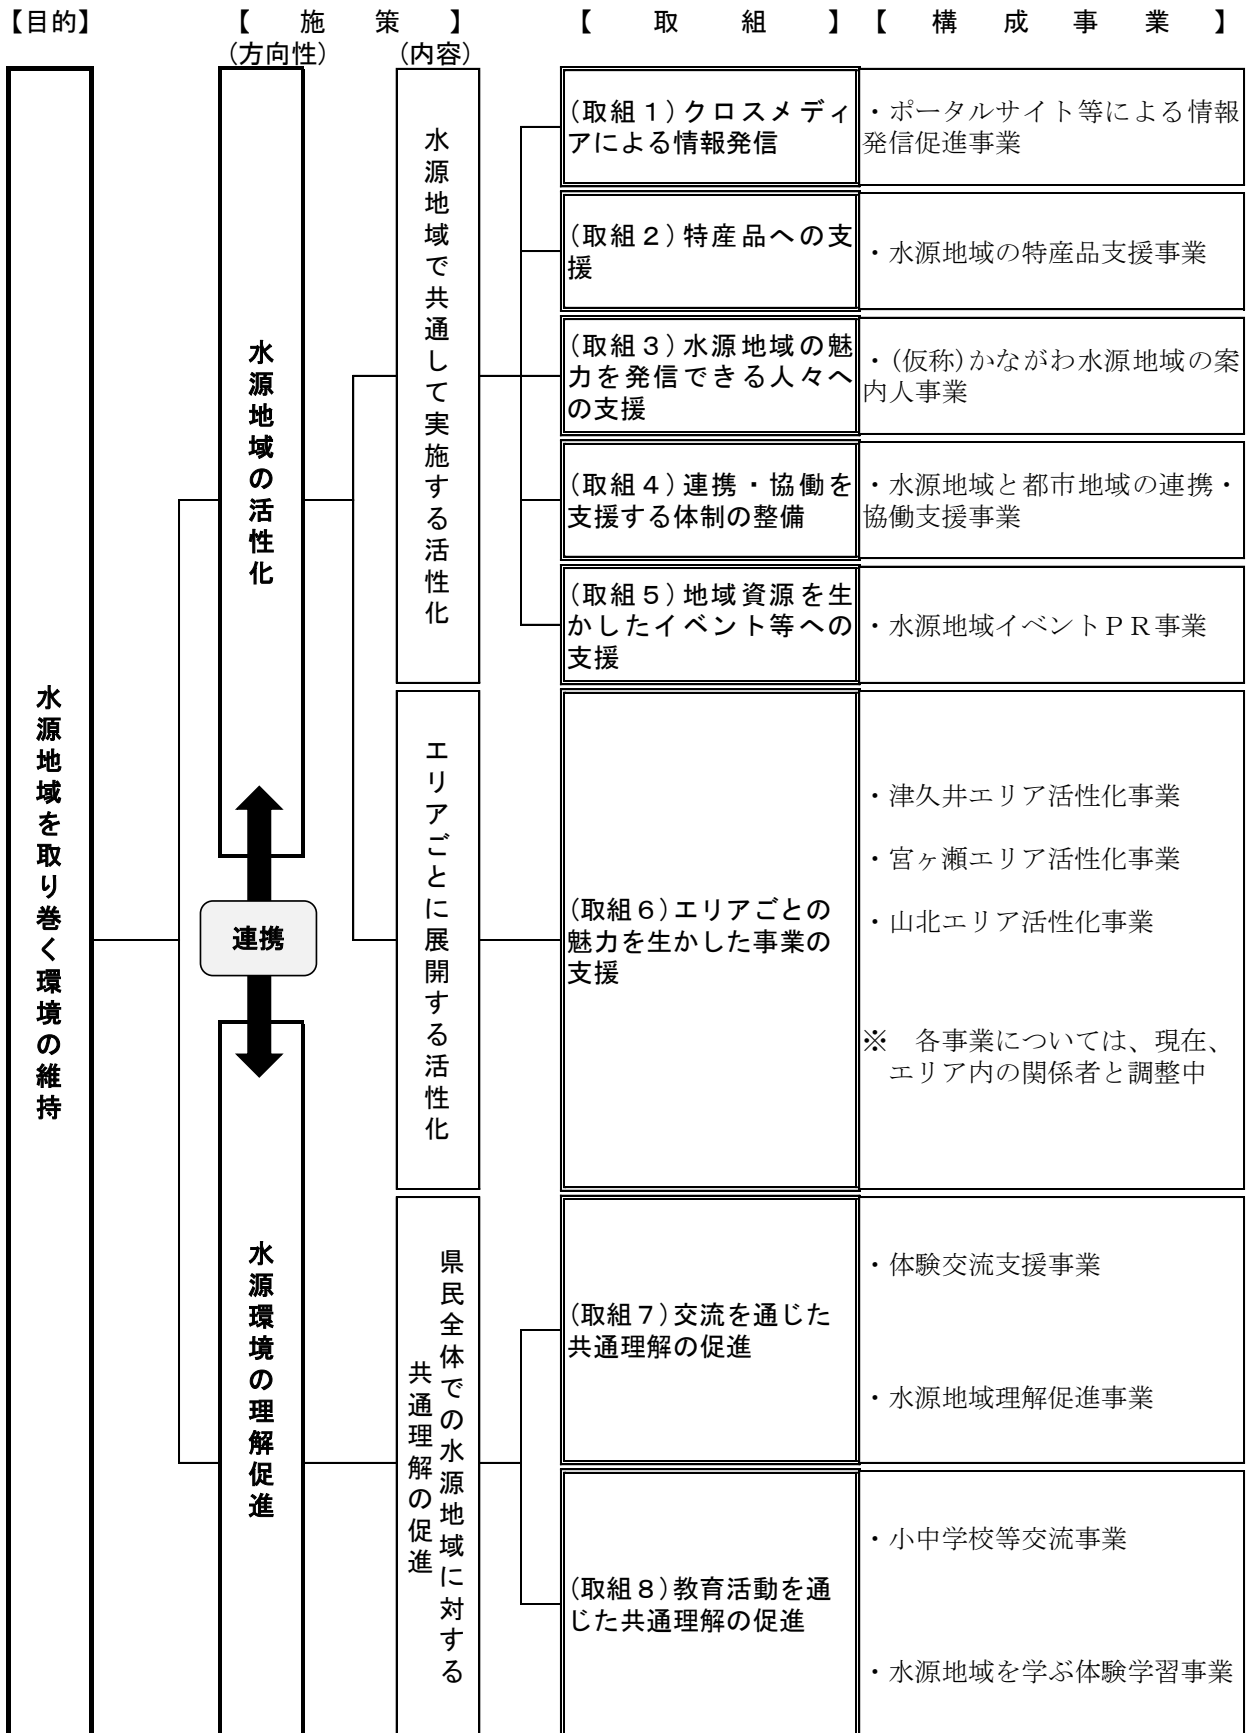 【目的】
【　施　策　】
【　取　組　】
【　構　成　事　業　】
(方向性)
(内容)
水源地域を取り巻く環境の維持
水源地域の活性化
連携
水源環境の理解促進
水源地域で共通して実施する活性化
エリアごとに展開する活性化
県民全体での水源地域に対する
共通理解の促進
(取組１)クロスメディ
アによる情報発信
・ポータルサイト等による情報
発信促進事業
(取組２)特産品への支
援
・水源地域の特産品支援事業
(取組３)水源地域の魅
力を発信できる人々へ
の支援
・(仮称)かながわ水源地域の案
内人事業
(取組４)連携・協働を
支援する体制の整備
・水源地域と都市地域の連携・
協働支援事業
(取組５)地域資源を生
かしたイベント等への
支援
・水源地域イベントＰＲ事業
(取組６)エリアごとの
魅力を生かした事業の
支援
・津久井エリア活性化事業
・宮ヶ瀬エリア活性化事業
・山北エリア活性化事業
※　各事業については、現在、
エリア内の関係者と調整中
(取組７)交流を通じた
共通理解の促進
・体験交流支援事業
・水源地域理解促進事業
(取組８)教育活動を通
じた共通理解の促進
・小中学校等交流事業
・水源地域を学ぶ体験学習事業